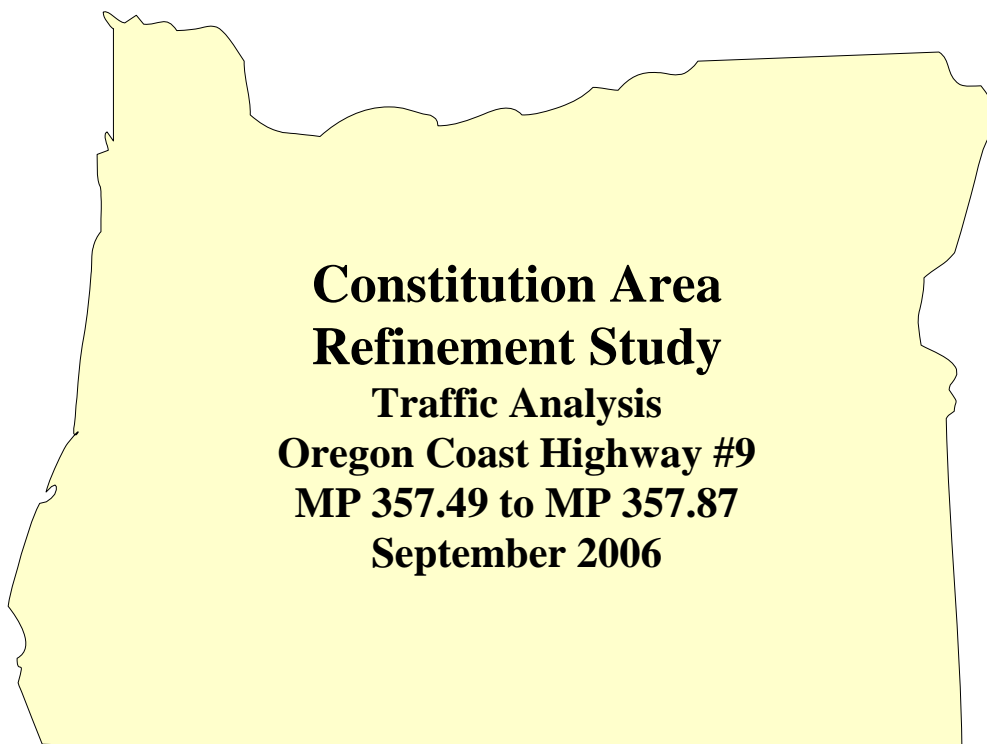 Constitution Area
Refinement Study
Traffic Analysis
Oregon Coast Highway #9
MP 357.49 to MP 357.87
September 2006